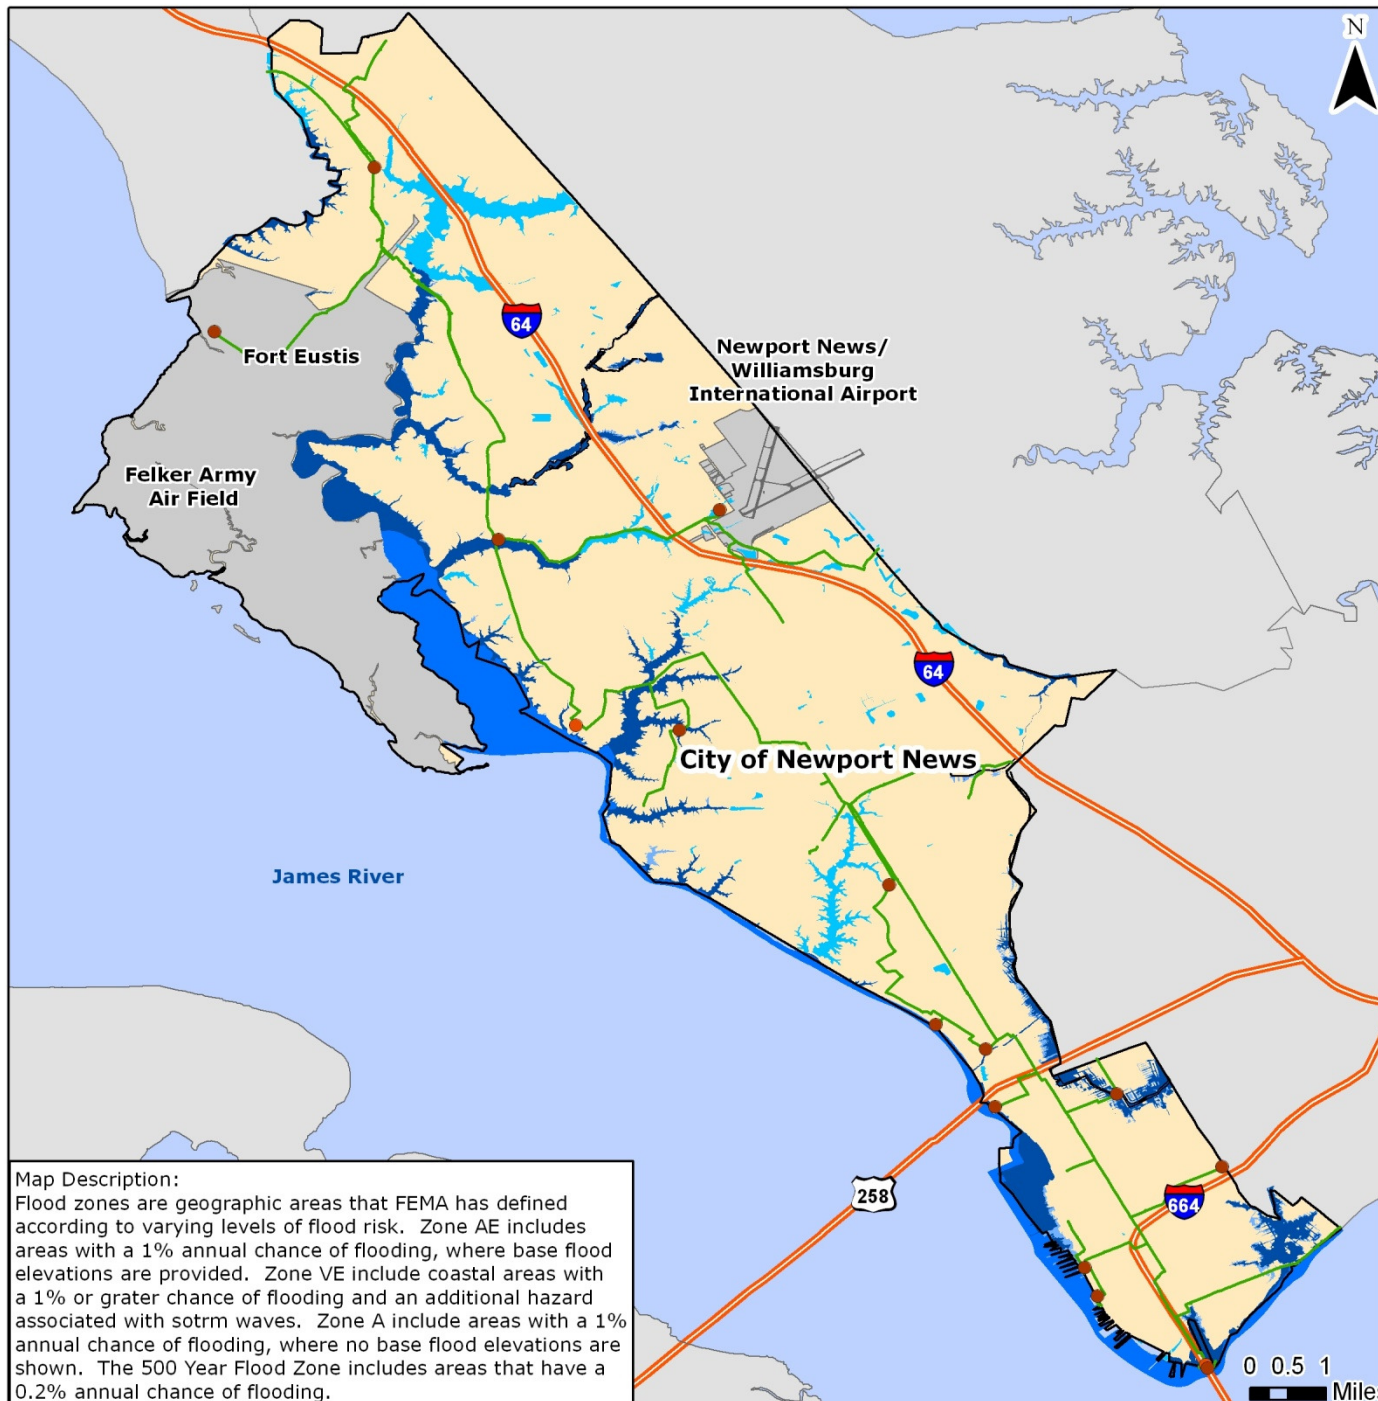 N
64
Newport News/
Williamsburg
International Airport
Fort Eustis
Felker Army
Air Field
64
City of Newport News
James River
258
664
Map Description:
Flood zones are geographic areas that FEMA has defined
according to varying levels of flood risk.  Zone AE includes
areas with a 1% annual chance of flooding, where base flood
elevations are provided.  Zone VE include coastal areas with
a 1% or grater chance of flooding and an additional hazard
associated with sotrm waves.  Zone A include areas with a 1%
annual chance of flooding, where no base flood elevations are
shown.  The 500 Year Flood Zone includes areas that have a
0.2% annual chance of flooding.
0 0.5 1
Miles